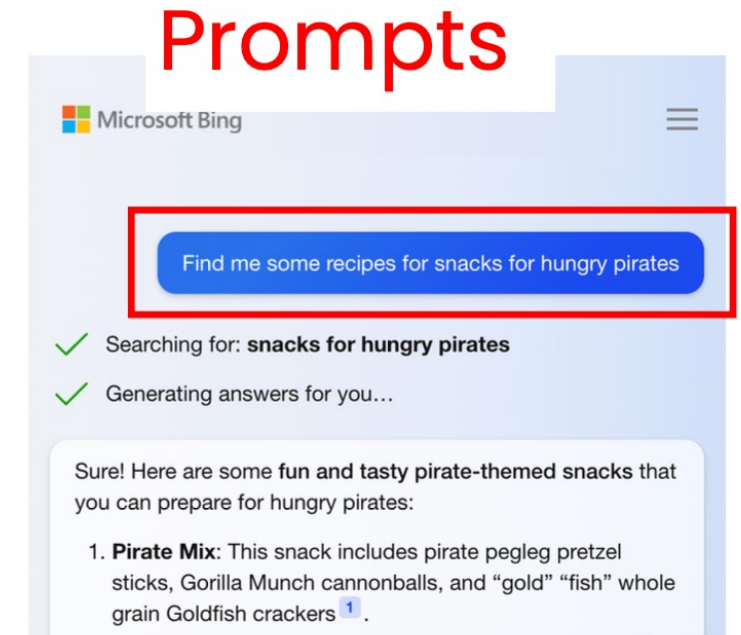 Prompts
Microsoft Bing
Find me some recipes for snacks for hungry pirates
Searching for: snacks for hungry pirates
Generating answers for you...
Sure! Here are some fun and tasty pirate-themed snacks that
you can prepare for hungry pirates:
1. Pirate Mix: This snack includes pirate pegleg pretzel
sticks, Gorilla Munch cannonballs, and “gold” “fish” whole
grain Goldfish crackers 1 .